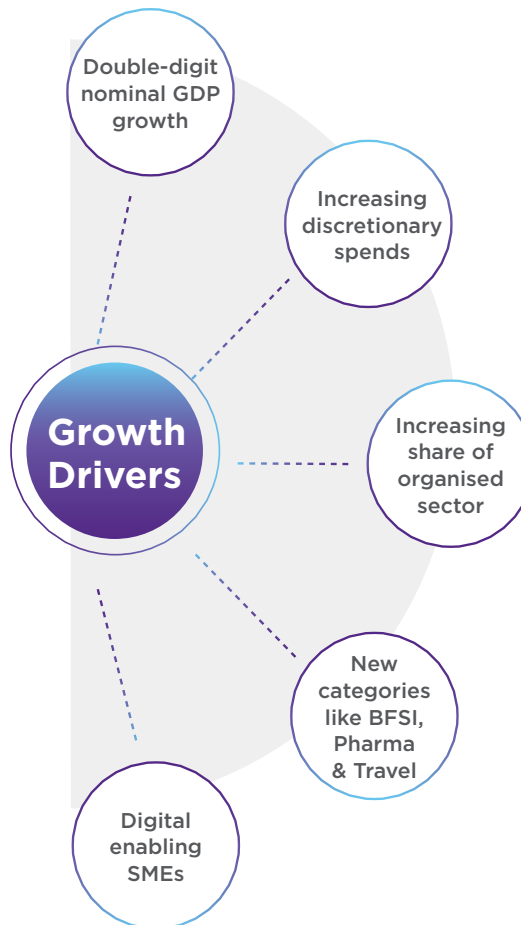 Double-digit
nominal GDP
growth
Increasing
discretionary
spends
Growth
Drivers
Increasing
share of
organised
sector
New
categories
like BFSI,
Pharma
& Travel
Digital
enabling
SMEs